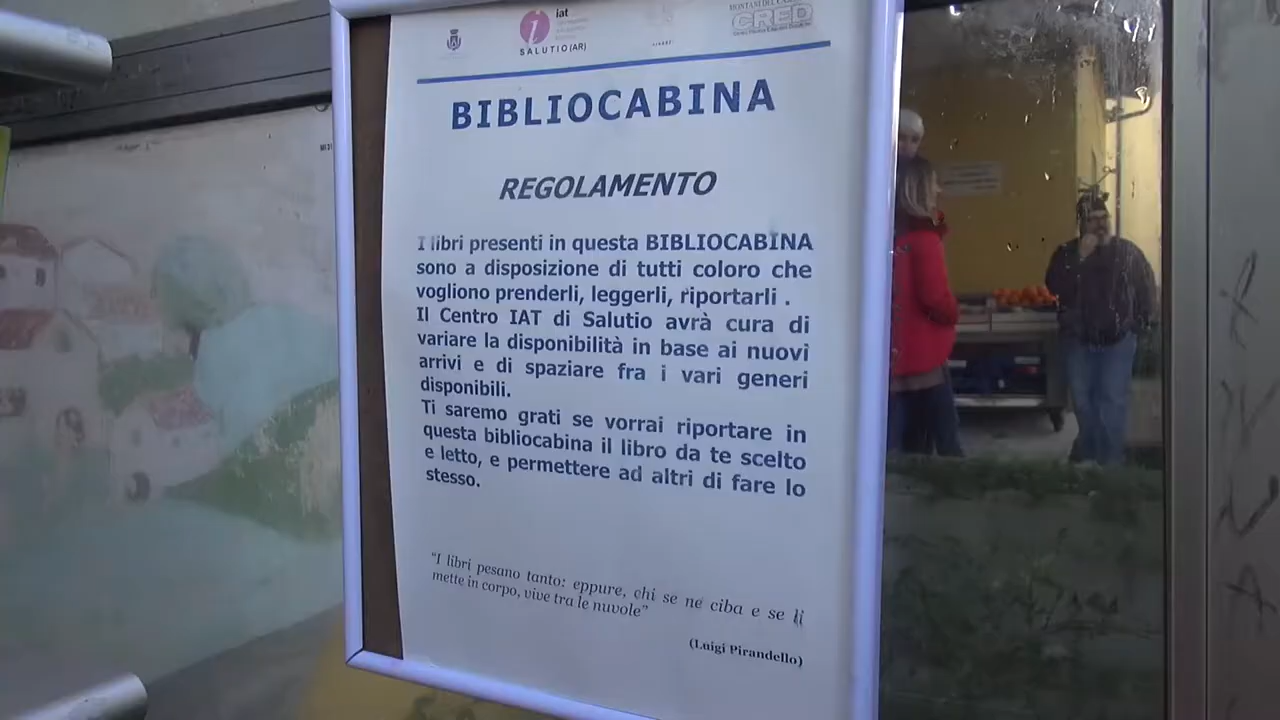 iat
SALUTIO(AR)
CRED
BIBLIOCABINA
REGOLAMENTO
I libri presenti in questa BIBLIOCABINA
sono a disposizione di tutti coloro che
vogliono prenderli, leggerli, riportarli .
Il Centro IAT di Salutio avrà cura di
variare la disponibilità in base ai nuovi
arrivi e di spaziare fra i vari generi
disponibili.
Ti saremo grati se vorrai riportare in
questa bibliocabina il libro da te scelto
e letto, e permettere ad altri di fare lo
stesso.
"I libri pesano tanto: eppure, chi se ne ciba e se li
mette in corpo, vive tra le nuvole"
(Luigi Pirandello)